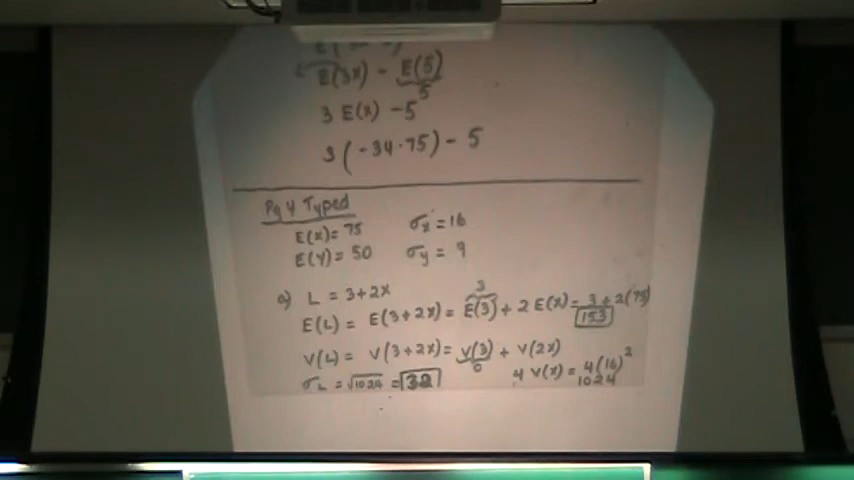 E(3x) - E(5)
5
3 E(x) - 5
3(-34.75) - 5
Pg 4 Typed
E(X)= 75 σx = 16
E(Y)= 50 σy = 9
a) L = 3+2X
3
E(L) = E(3+2X) = E(3) + 2 E(X) = 3 + 2(75)
153
V(L) = V(3+2X) = V(3) + V(2X)
0
4 V(X) = 4(16)²
σL = √1024 = 32
1024